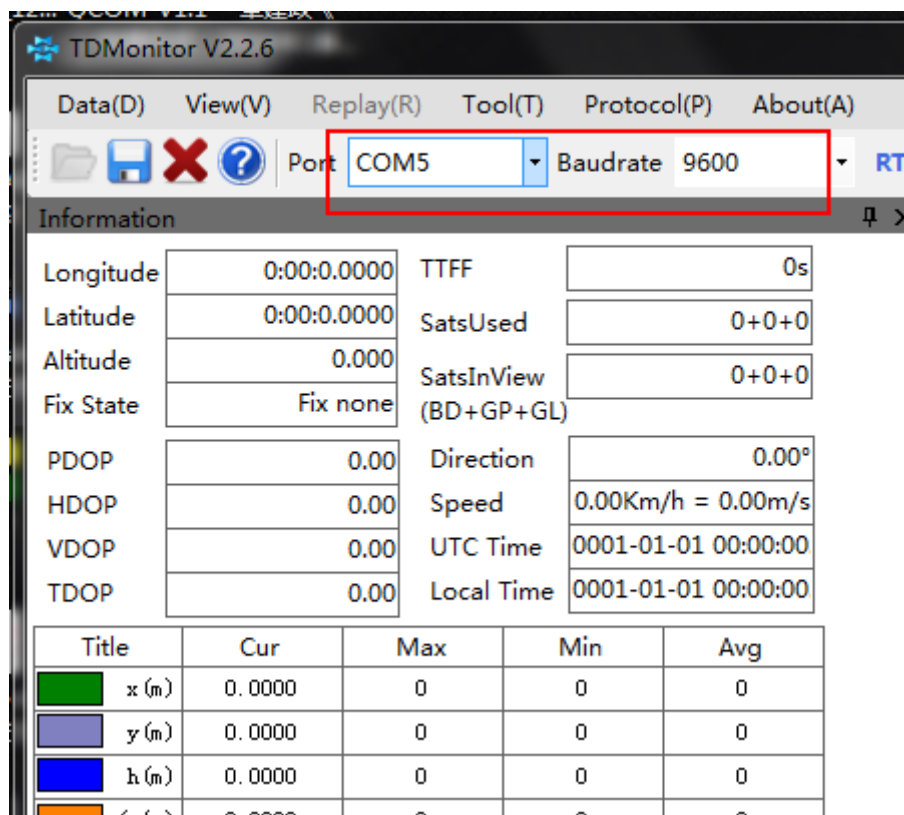 QCOM V1.1
TDMonitor V2.2.6
Data(D) View(V) Replay(R) Tool(T) Protocol(P) About(A)
Port COM5 Baudrate 9600 RT
Information
Longitude 0:00:0.0000 TTFF 0s
Latitude 0:00:0.0000 SatsUsed 0+0+0
Altitude 0.000 SatsInView 0+0+0
Fix State Fix none (BD+GP+GL)
PDOP 0.00 Direction 0.00°
HDOP 0.00 Speed 0.00Km/h = 0.00m/s
VDOP 0.00 UTC Time 0001-01-01 00:00:00
TDOP 0.00 Local Time 0001-01-01 00:00:00
Title Cur Max Min Avg
x(m) 0.0000 0 0 0
y(m) 0.0000 0 0 0
h(m) 0.0000 0 0 0